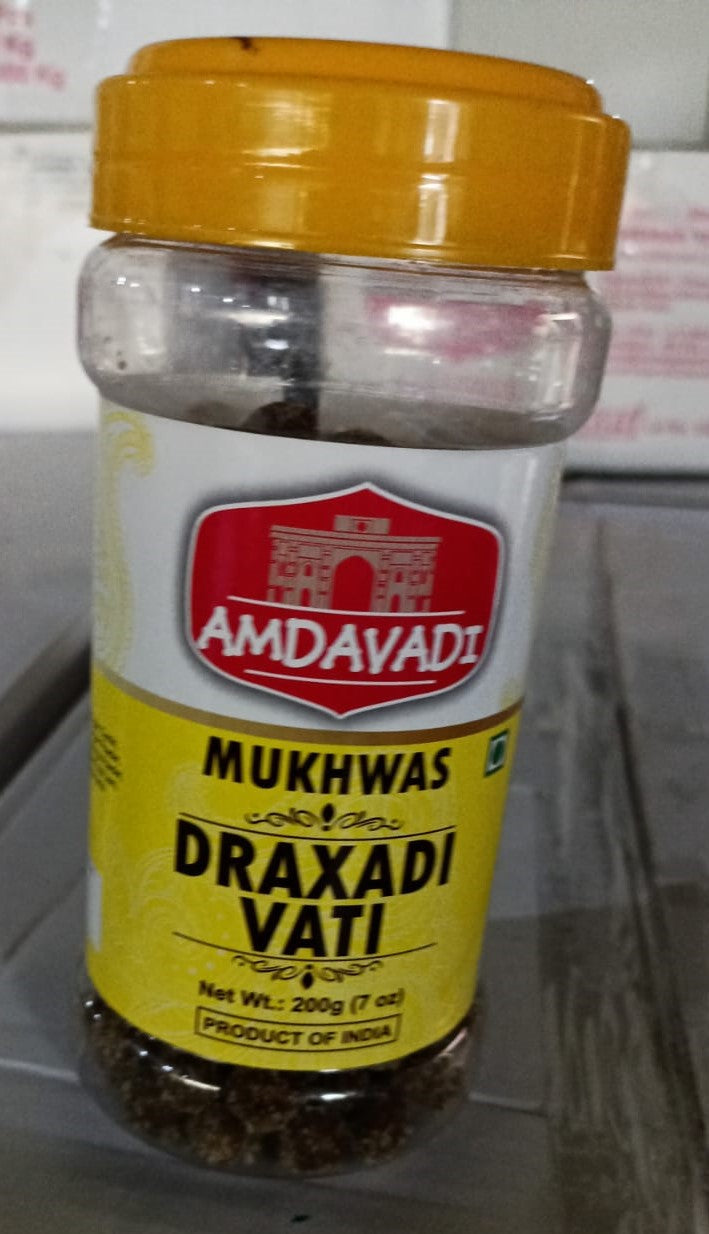 AMDAVADI
MUKHWAS
DRAXADI
VATI
Net Wt.: 200g (7 oz)
PRODUCT OF INDIA